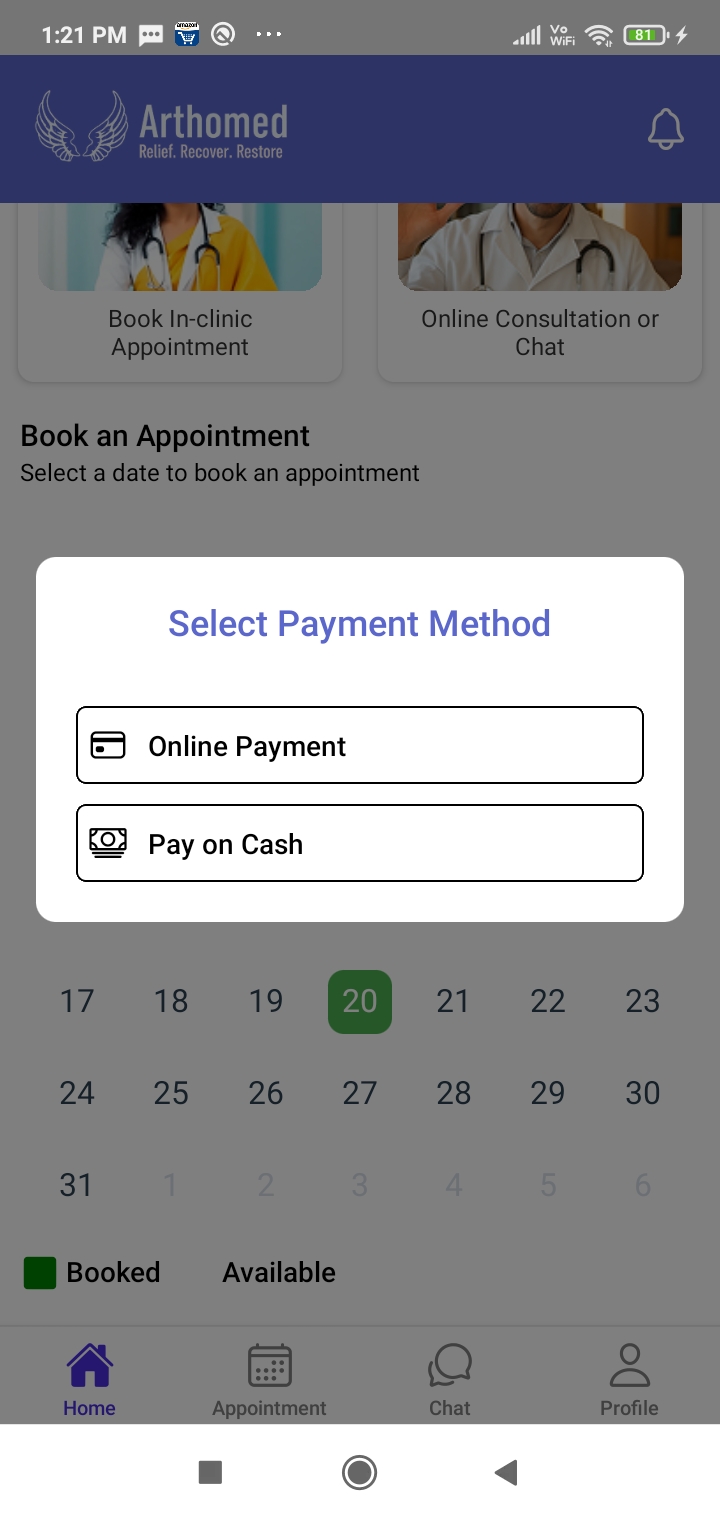 1:21 PM
amazon
Vo
WiFi
81
Arthomed
Relief. Recover. Restore
Book In-clinic
Appointment
Online Consultation or
Chat
Book an Appointment
Select a date to book an appointment
Select Payment Method
Online Payment
Pay on Cash
17 18 19 20 21 22 23
24 25 26 27 28 29 30
31 1 2 3 4 5 6
Booked Available
Home Appointment Chat Profile